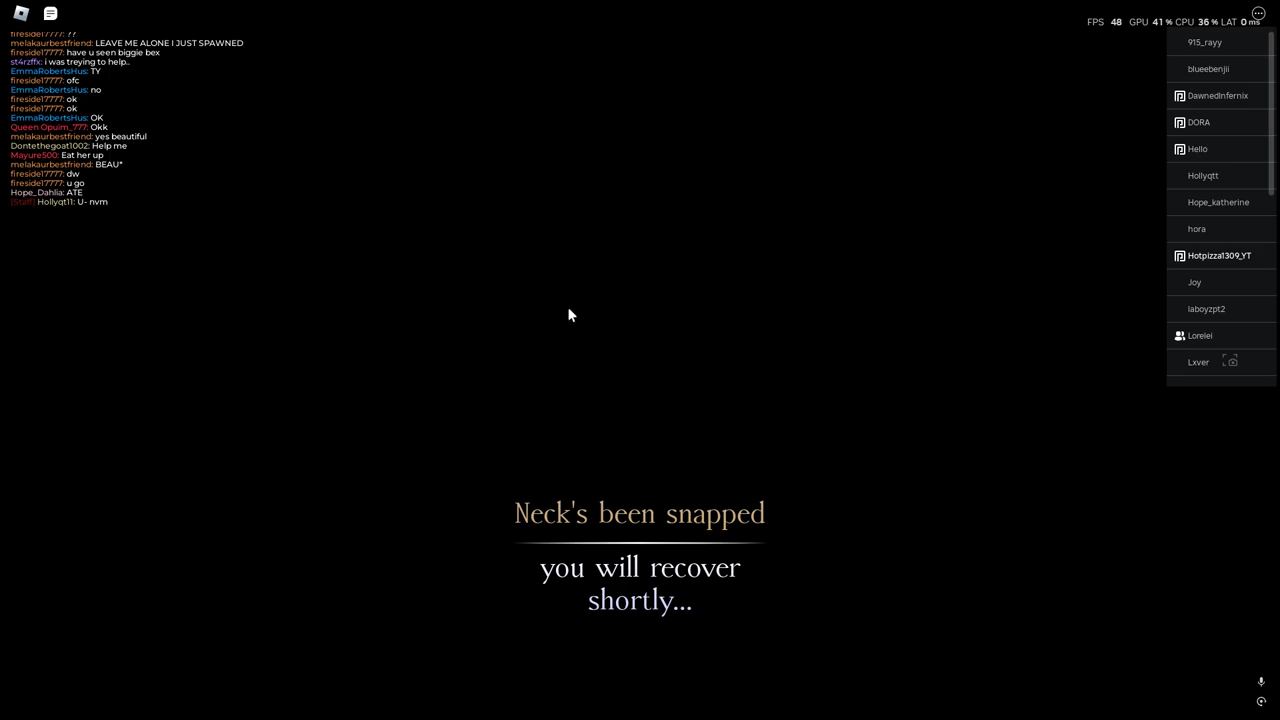 FPS 48 GPU 41 % CPU 36 % LAT 0 ms
fireside17777: ??
melakaurbestfriend: LEAVE ME ALONE I JUST SPAWNED
fireside17777: have u seen biggie bex
st4rzffx: i was treying to help..
EmmaRobertsHus: TY
fireside17777: ofc
EmmaRobertsHus: no
fireside17777: ok
fireside17777: ok
EmmaRobertsHus: OK
Queen Opuim_777: Okk
melakaurbestfriend: yes beautiful
Dontethegoat1002: Help me
Mayure500: Eat her up
melakaurbestfriend: BEAU*
fireside17777: dw
fireside17777: u go
Hope_Dahlia: ATE
[Staff] Hollyqt11: U- nvm
915_rayy
blueebenjii
DawnedInfernix
DORA
Hello
Hollyqtt
Hope_katherine
hora
Hotpizza1309_YT
Joy
laboyzpt2
Lorelei
Lxver
Neck's been snapped
you will recover
shortly...